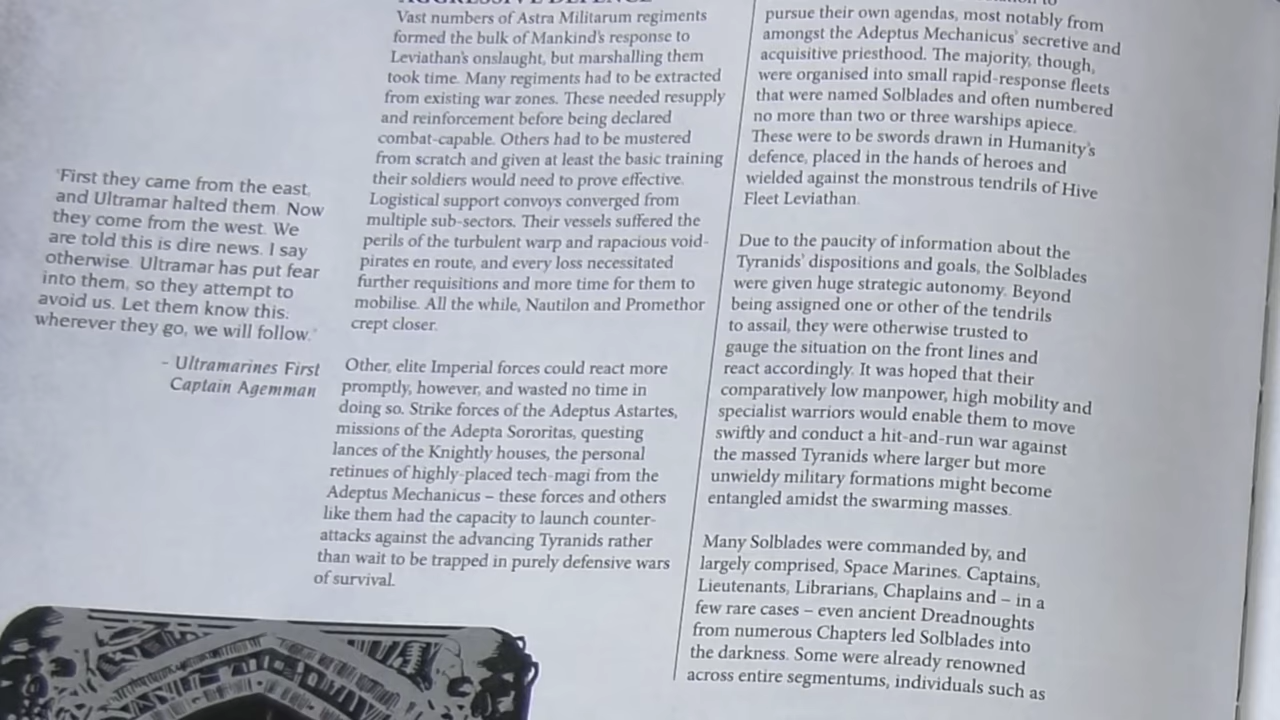 'First they came from the east,
and Ultramar halted them. Now
they come from the west. We
are told this is dire news. I say
otherwise. Ultramar has put fear
into them, so they attempt to
avoid us. Let them know this:
wherever they go, we will follow.'
– Ultramarines First
Captain Agemman
AGGRESSIVE DEFENCE
Vast numbers of Astra Militarum regiments
formed the bulk of Mankind's response to
Leviathan's onslaught, but marshalling them
took time. Many regiments had to be extracted
from existing war zones. These needed resupply
and reinforcement before being declared
combat-capable. Others had to be mustered
from scratch and given at least the basic training
their soldiers would need to prove effective.
Logistical support convoys converged from
multiple sub-sectors. Their vessels suffered the
perils of the turbulent warp and rapacious void-
pirates en route, and every loss necessitated
further requisitions and more time for them to
mobilise. All the while, Nautilon and Promethor
crept closer.
Other, elite Imperial forces could react more
promptly, however, and wasted no time in
doing so. Strike forces of the Adeptus Astartes,
missions of the Adepta Sororitas, questing
lances of the Knightly houses, the personal
retinues of highly-placed tech-magi from the
Adeptus Mechanicus – these forces and others
like them had the capacity to launch counter-
attacks against the advancing Tyranids rather
than wait to be trapped in purely defensive wars
of survival.
pursue their own agendas, most notably from
amongst the Adeptus Mechanicus' secretive and
acquisitive priesthood. The majority, though,
were organised into small rapid-response fleets
that were named Solblades and often numbered
no more than two or three warships apiece.
These were to be swords drawn in Humanity's
defence, placed in the hands of heroes and
wielded against the monstrous tendrils of Hive
Fleet Leviathan.
Due to the paucity of information about the
Tyranids' dispositions and goals, the Solblades
were given huge strategic autonomy. Beyond
being assigned one or other of the tendrils
to assail, they were otherwise trusted to
gauge the situation on the front lines and
react accordingly. It was hoped that their
comparatively low manpower, high mobility and
specialist warriors would enable them to move
swiftly and conduct a hit-and-run war against
the massed Tyranids where larger but more
unwieldy military formations might become
entangled amidst the swarming masses.
Many Solblades were commanded by, and
largely comprised, Space Marines. Captains,
Lieutenants, Librarians, Chaplains and – in a
few rare cases – even ancient Dreadnoughts
from numerous Chapters led Solblades into
the darkness. Some were already renowned
across entire segmentums, individuals such as